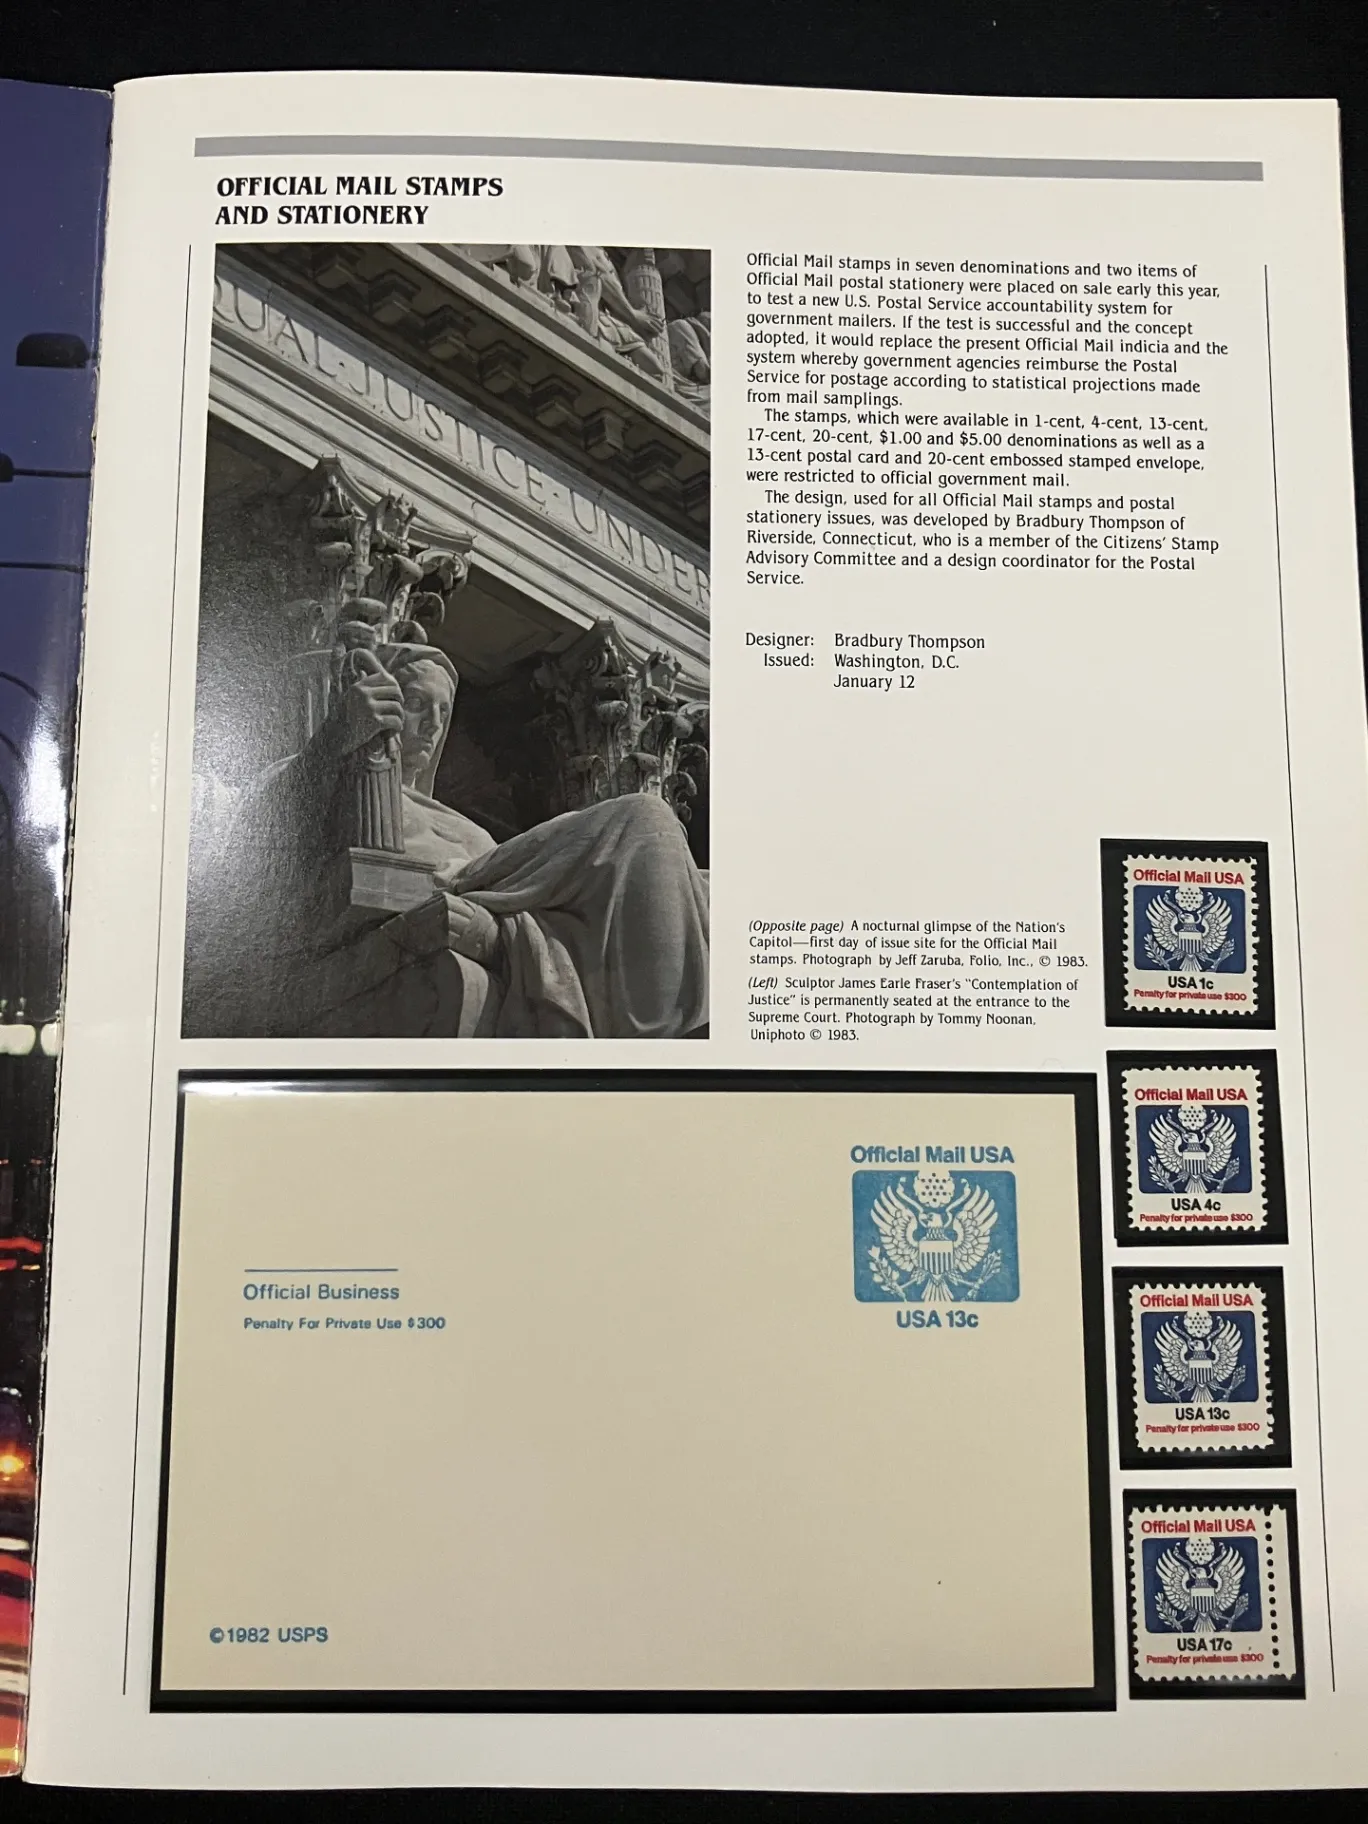 OFFICIAL MAIL STAMPS
AND STATIONERY
QUAL·JUSTICE·UNDER
Official Mail stamps in seven denominations and two items of
Official Mail postal stationery were placed on sale early this year,
to test a new U.S. Postal Service accountability system for
government mailers. If the test is successful and the concept
adopted, it would replace the present Official Mail indicia and the
system whereby government agencies reimburse the Postal
Service for postage according to statistical projections made
from mail samplings.
The stamps, which were available in 1-cent, 4-cent, 13-cent,
17-cent, 20-cent, $1.00 and $5.00 denominations as well as a
13-cent postal card and 20-cent embossed stamped envelope,
were restricted to official government mail.
The design, used for all Official Mail stamps and postal
stationery issues, was developed by Bradbury Thompson of
Riverside, Connecticut, who is a member of the Citizens' Stamp
Advisory Committee and a design coordinator for the Postal
Service.
Designer: Bradbury Thompson
Issued: Washington, D.C.
January 12
(Opposite page) A nocturnal glimpse of the Nation's
Capitol—first day of issue site for the Official Mail
stamps. Photograph by Jeff Zaruba, Folio, Inc., © 1983.
(Left) Sculptor James Earle Fraser's "Contemplation of
Justice" is permanently seated at the entrance to the
Supreme Court. Photograph by Tommy Noonan,
Uniphoto © 1983.
Official Mail USA
USA 1c
Penalty for private use $300
Official Mail USA
USA 4c
Penalty for private use $300
Official Mail USA
USA 13c
Penalty for private use $300
Official Mail USA
USA 17c
Penalty for private use $300
Official Mail USA
USA 13c
Official Business
Penalty For Private Use $300
©1982 USPS